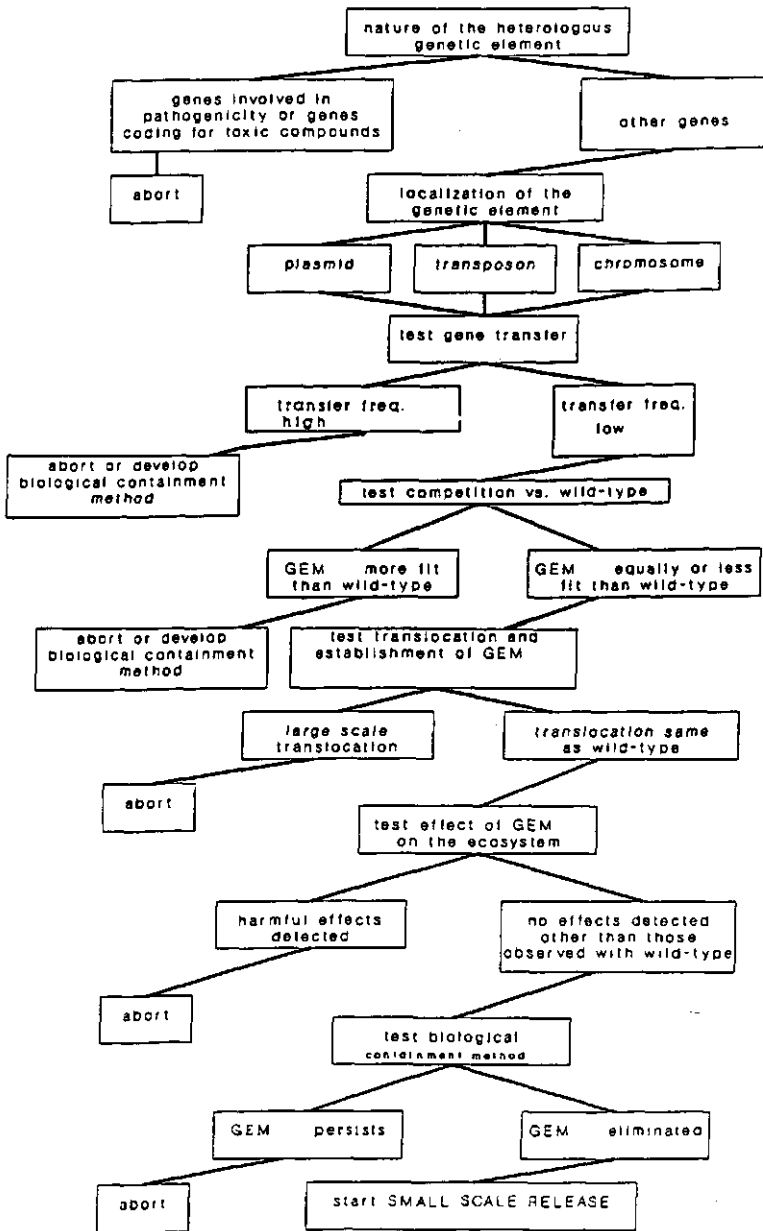 nature of the heterologous
genetic element
genes involved in
pathogenicity or genes
coding for toxic compounds
other genes
abort
localization of the
genetic element
plasmid
transposon
chromosome
test gene transfer
transfer freq.
high
transfer freq.
low
abort or develop
biological containment
method
test competition vs. wild-type
GEM more fit
than wild-type
GEM equally or less
fit than wild-type
abort or develop
biological containment
method
test translocation and
establishment of GEM
large scale
translocation
translocation same
as wild-type
abort
test effect of GEM
on the ecosystem
harmful effects
detected
no effects detected
other than those
observed with wild-type
abort
test biological
containment method
GEM persists
GEM eliminated
abort
start SMALL SCALE RELEASE